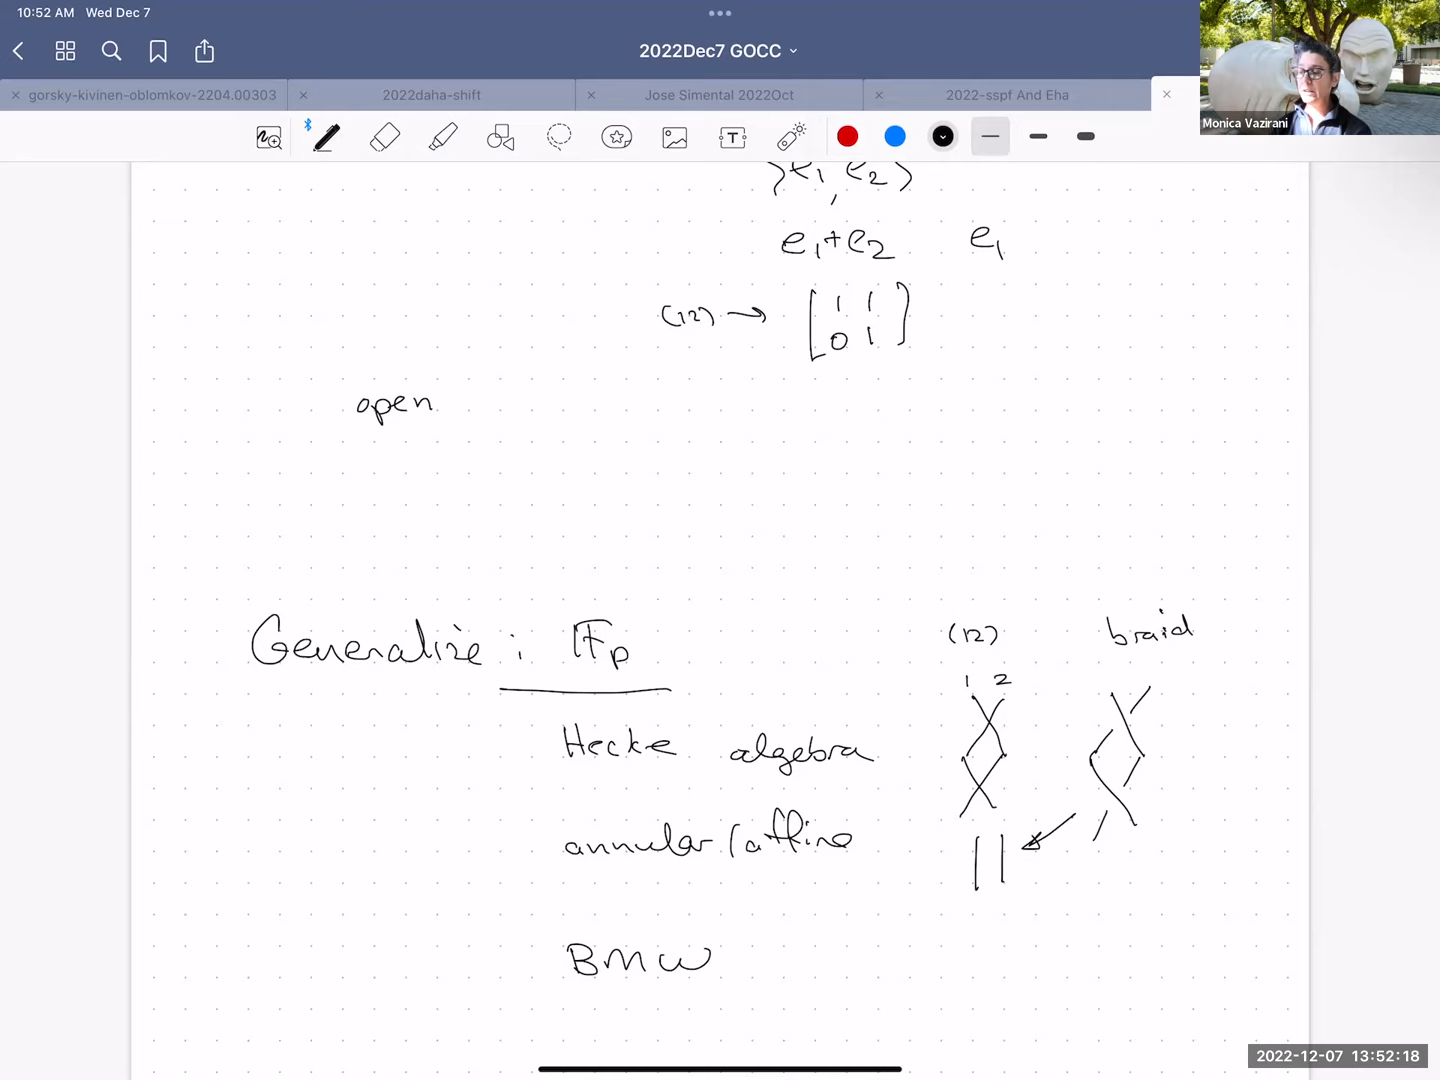 10:52 AM Wed Dec 7
2022Dec7 GOCC
gorsky-kivinen-oblomkov-2204.00303
2022daha-shift
Jose Simental 2022Oct
2022-sspf And Eha
Monica Vazirani
T
e₁, e₂ }
e₁+e₂ e₁
(12) → [ 1 1
0 1 ]
open
Generalize : 𝔽p
(12) braid
1 2
Hecke algebra
annular/affine
BMW
2022-12-07 13:52:18